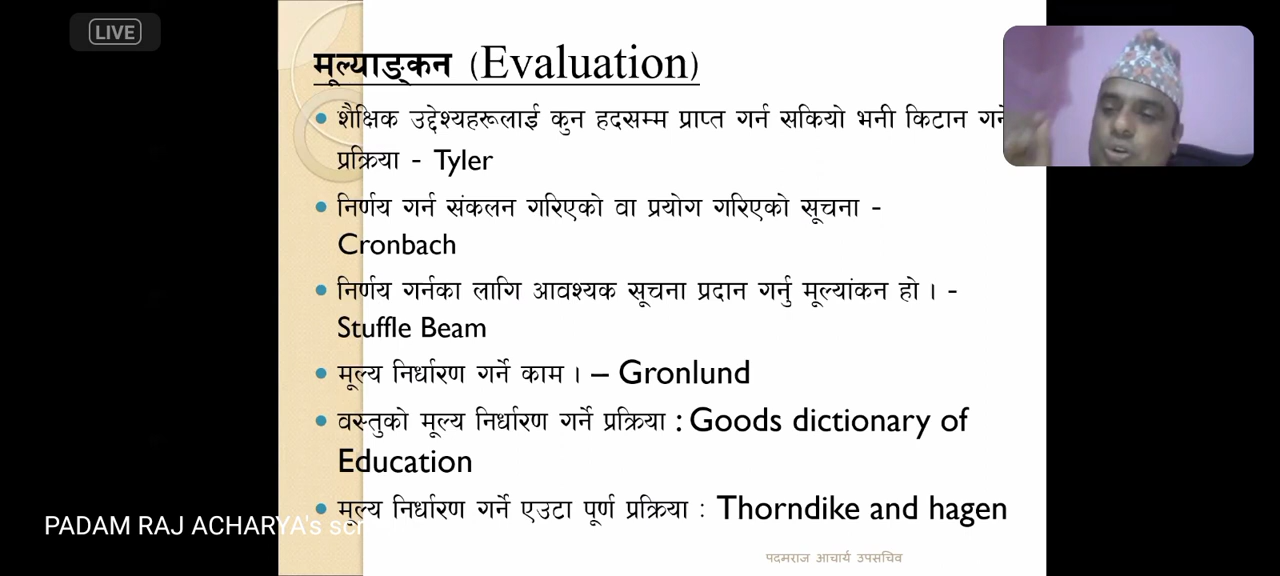 LIVE
मूल्याङ्कन (Evaluation)
• शैक्षिक उद्देश्यहरूलाई कुन हदसम्म प्राप्त गर्न सकियो भनी किटान गर्ने
प्रक्रिया - Tyler
• निर्णय गर्न संकलन गरिएको वा प्रयोग गरिएको सूचना -
Cronbach
• निर्णय गर्नका लागि आवश्यक सूचना प्रदान गर्नु मूल्यांकन हो । -
Stuffle Beam
• मूल्य निर्धारण गर्ने काम । – Gronlund
• वस्तुको मूल्य निर्धारण गर्ने प्रक्रिया : Goods dictionary of
Education
• मूल्य निर्धारण गर्ने एउटा पूर्ण प्रक्रिया : Thorndike and hagen
PADAM RAJ ACHARYA's
पदमराज आचार्य उपसचिव